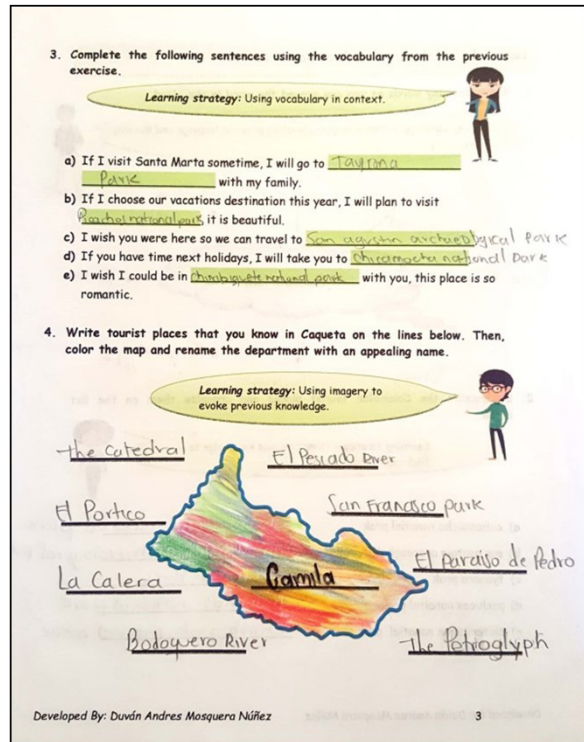 3. Complete the following sentences using the vocabulary from the previous
exercise.
Learning strategy: Using vocabulary in context.
a) If I visit Santa Marta sometime, I will go to Tayrona
Park with my family.
b) If I choose our vacations destination this year, I will plan to visit
national park, it is beautiful.
c) I wish you were here so we can travel to San agustin archaeological Park
d) If you have time next holidays, I will take you to chicamocha national Park
e) I wish I could be in chiribiquete national park with you, this place is so
romantic.
4. Write tourist places that you know in Caqueta on the lines below. Then,
color the map and rename the department with an appealing name.
Learning strategy: Using imagery to
evoke previous knowledge.
the Catedral
El Pescado River
El Portico
San Francisco Park
La Calera
Camila
El Paraiso de Pedro
Bodoquero River
The Petroglyph
Developed By: Duván Andres Mosquera Núñez 3